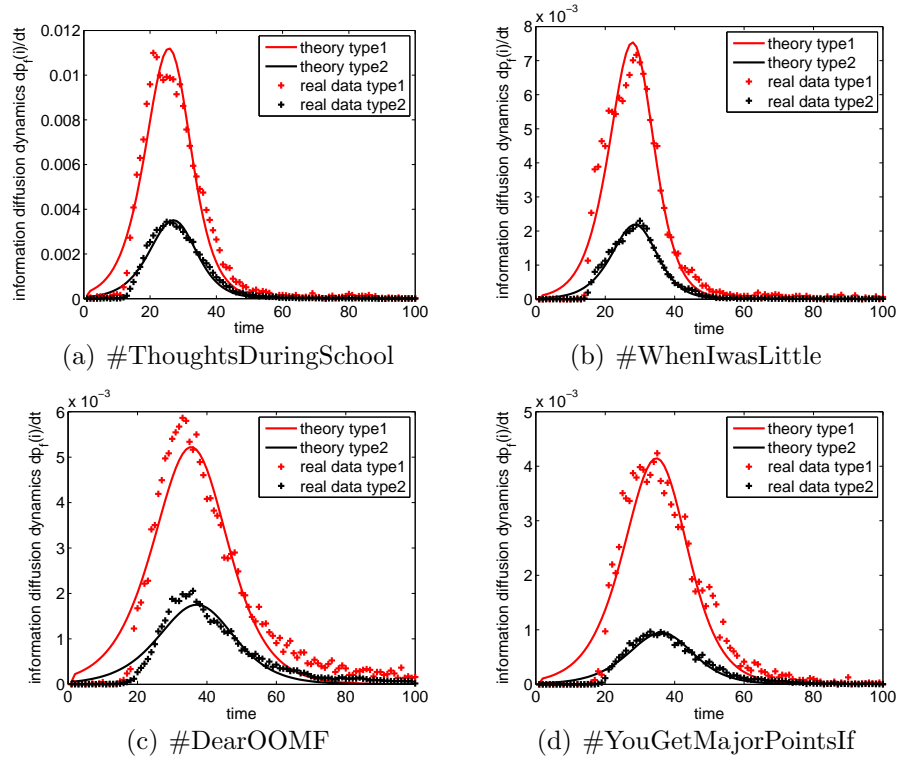 information diffusion dynamics dp_f(i)/dt
0.012
0.01
0.008
0.006
0.004
0.002
0
theory type1
theory type2
real data type1
real data type2
0 20 40 60 80 100
time
(a) #ThoughtsDuringSchool
x 10^-3
information diffusion dynamics dp_f(i)/dt
8
7
6
5
4
3
2
1
0
theory type1
theory type2
real data type1
real data type2
0 20 40 60 80 100
time
(b) #WhenIwasLittle
x 10^-3
information diffusion dynamics dp_f(i)/dt
6
5
4
3
2
1
0
theory type1
theory type2
real data type1
real data type2
0 20 40 60 80 100
time
(c) #DearOOMF
x 10^-3
information diffusion dynamics dp_f(i)/dt
5
4
3
2
1
0
theory type1
theory type2
real data type1
real data type2
0 20 40 60 80 100
time
(d) #YouGetMajorPointsIf